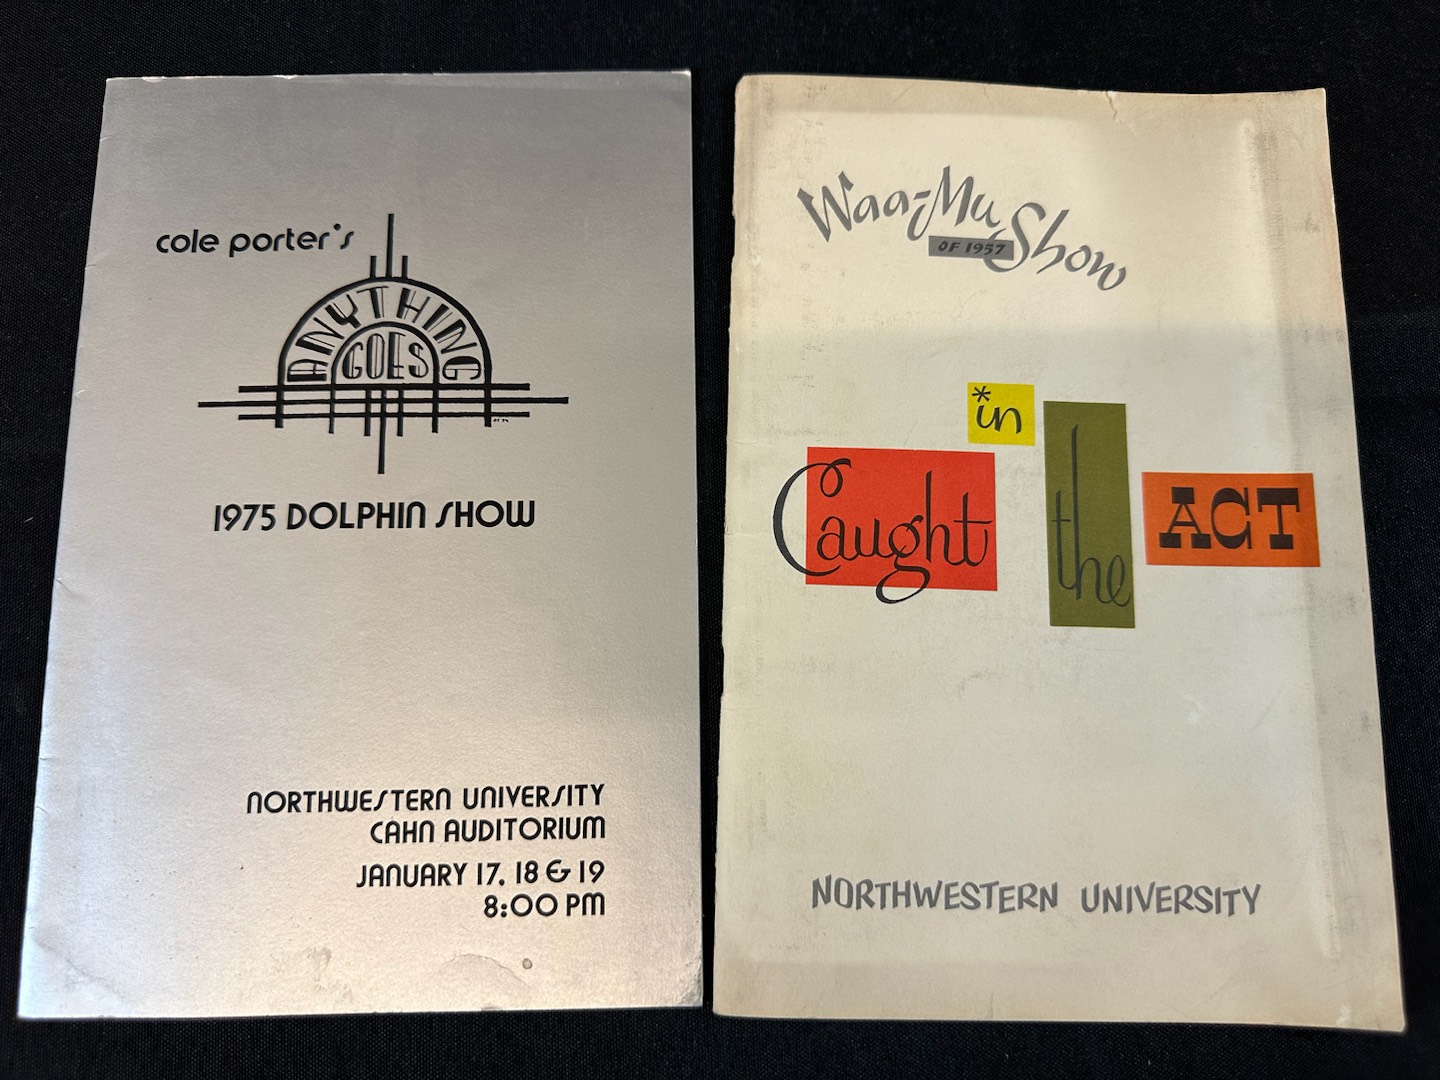 cole porter's
ANYTHING
GOES
1975 DOLPHIN SHOW
NORTHWESTERN UNIVERSITY
CAHN AUDITORIUM
JANUARY 17, 18 & 19
8:00 PM
Waa-Mu Show
OF 1957
*in
Caught the ACT
NORTHWESTERN UNIVERSITY